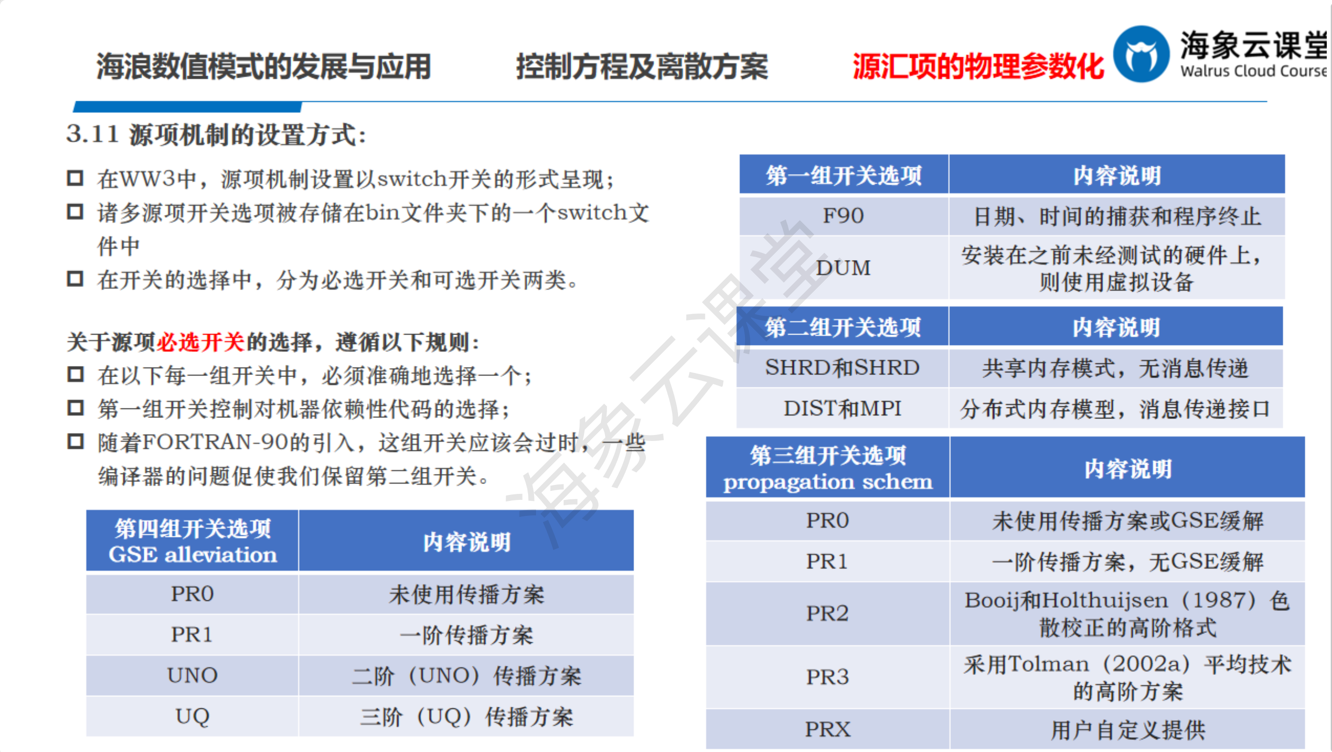 海浪数值模式的发展与应用 控制方程及离散方案 源汇项的物理参数化
海象云课堂
Walrus Cloud Course
3.11 源项机制的设置方式：
在WW3中，源项机制设置以switch开关的形式呈现；
诸多源项开关选项被存储在bin文件夹下的一个switch文
件中
在开关的选择中，分为必选开关和可选开关两类。
关于源项必选开关的选择，遵循以下规则：
在以下每一组开关中，必须准确地选择一个；
第一组开关控制对机器依赖性代码的选择；
随着FORTRAN-90的引入，这组开关应该会过时，一些
编译器的问题促使我们保留第二组开关。
第四组开关选项
GSE alleviation
内容说明
PR0 未使用传播方案
PR1 一阶传播方案
UNO 二阶（UNO）传播方案
UQ 三阶（UQ）传播方案
第一组开关选项 内容说明
F90 日期、时间的捕获和程序终止
DUM
安装在之前未经测试的硬件上，
则使用虚拟设备
第二组开关选项 内容说明
SHRD和SHRD 共享内存模式，无消息传递
DIST和MPI 分布式内存模型，消息传递接口
第三组开关选项
propagation schem
内容说明
PR0 未使用传播方案或GSE缓解
PR1 一阶传播方案，无GSE缓解
PR2
Booij和Holthuijsen（1987）色
散校正的高阶格式
PR3
采用Tolman（2002a）平均技术
的高阶方案
PRX 用户自定义提供
海象云课堂